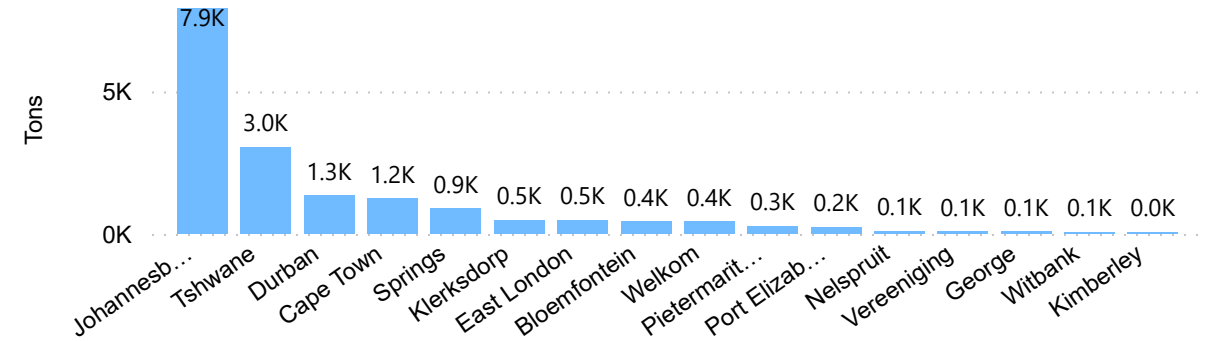 7.9K
5K
Tons
3.0K
1.3K
1.2K
0.9K
0.5K
0.5K
0.4K
0.4K
0.3K
0.2K
0.1K
0.1K
0.1K
0.1K
0.0K
0K
Johannesb…
Tshwane
Durban
Cape Town
Springs
Klerksdorp
East London
Bloemfontein
Welkom
Pietermarit…
Port Elizab…
Nelspruit
Vereeniging
George
Witbank
Kimberley